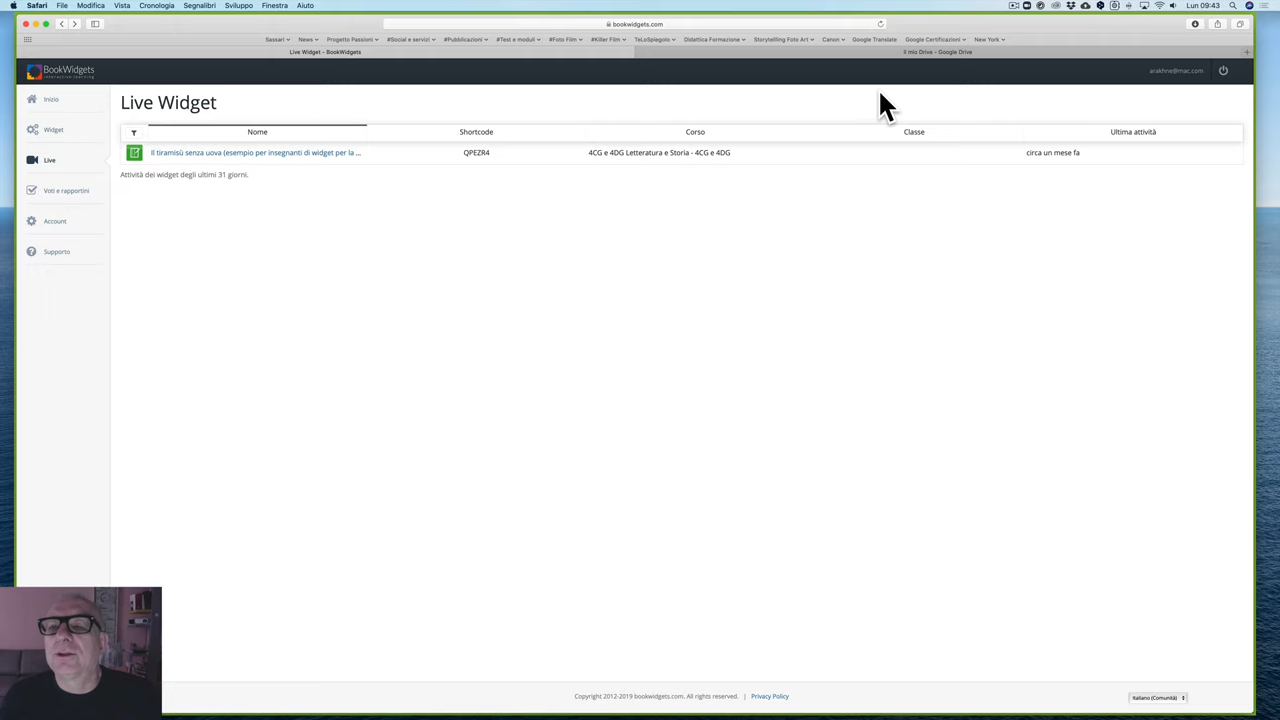 Safari File Modifica Vista Cronologia Segnalibri Sviluppo Finestra Aiuto Lun 09:43
bookwidgets.com
Sassari News Progetto Passioni #Social e servizi #Pubblicazioni #Test e moduli #Foto Film #Killer Film TeLoSpiegolo Didattica Formazione Storytelling Foto Art Canon Google Translate Google Certificazioni New York
Live Widget - BookWidgets Il mio Drive - Google Drive
BookWidgets arakhne@mac.com
interactive learning
Inizio
Live Widget
Widget
Nome Shortcode Corso Classe Ultima attività
Live
Il tiramisù senza uova (esempio per insegnanti di widget per la ... QPEZR4 4CG e 4DG Letteratura e Storia - 4CG e 4DG circa un mese fa
Attività dei widget degli ultimi 31 giorni.
Voti e rapportini
Account
Supporto
Copyright 2012-2019 bookwidgets.com. All rights reserved. | Privacy Policy
Italiano (Comunità)